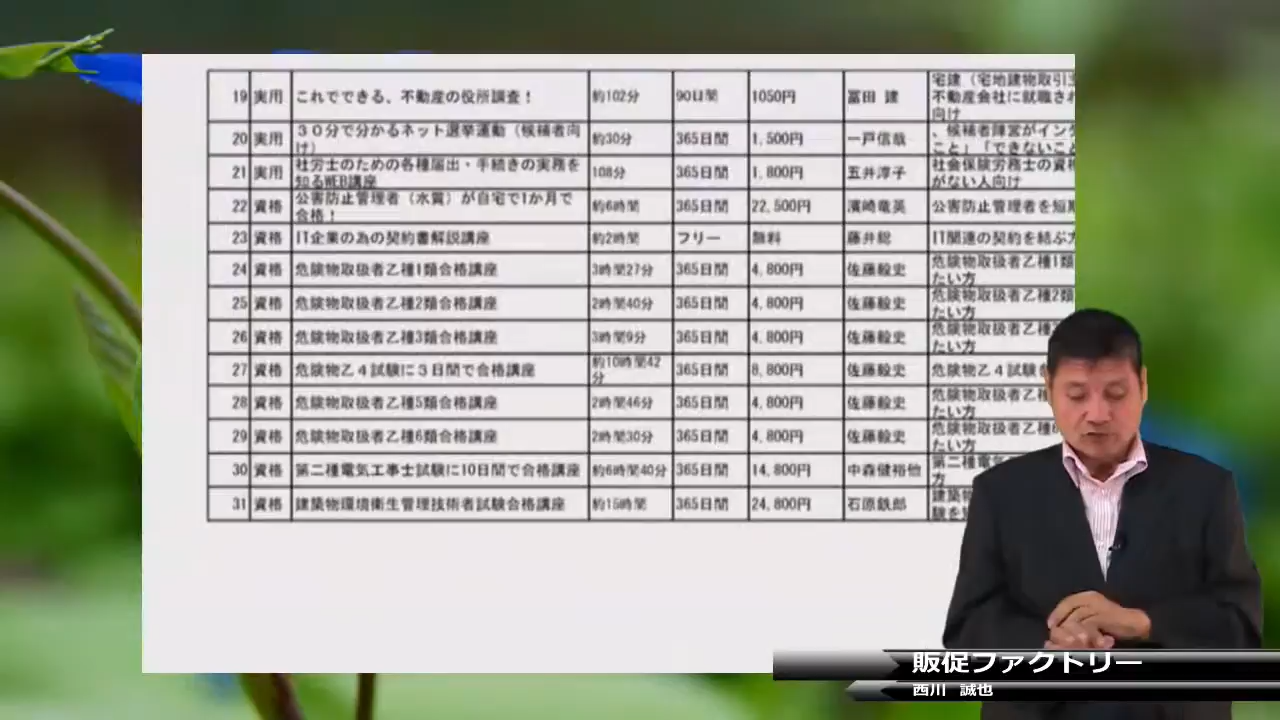 19 実用 これでできる、不動産の役所調査！ 約102分 90日間 1050円 冨田 建 宅建（宅地建物取引
不動産会社に就職され
向け
20 実用 ３０分で分かるネット選挙運動（候補者向
け） 約30分 365日間 1,500円 一戸信哉 、候補者陣営がイン
こと」「できないこと
21 実用 社労士のための各種届出・手続きの実務を
知るWEB講座 108分 365日間 1,800円 五井淳子 社会保険労務士の資格
がない人向け
22 資格 公害防止管理者（水質）が自宅で1か月で
合格！ 約6時間 365日間 22,500円 濱崎竜英 公害防止管理者を短期
23 資格 IT企業の為の契約書解説講座 約2時間 フリー 無料 藤井総 IT関連の契約を結ぶ
24 資格 危険物取扱者乙種1類合格講座 3時間27分 365日間 4,800円 佐藤毅史 危険物取扱者乙種1類
たい方
25 資格 危険物取扱者乙種2類合格講座 2時間40分 365日間 4,800円 佐藤毅史 危険物取扱者乙種2類
たい方
26 資格 危険物取扱者乙種3類合格講座 3時間9分 365日間 4,800円 佐藤毅史 危険物取扱者乙種
たい方
27 資格 危険物乙４試験に３日間で合格講座 約10時間42
分 365日間 8,800円 佐藤毅史 危険物乙４試験
28 資格 危険物取扱者乙種5類合格講座 2時間46分 365日間 4,800円 佐藤毅史 危険物取扱者乙種
たい方
29 資格 危険物取扱者乙種6類合格講座 2時間30分 365日間 4,800円 佐藤毅史 危険物取扱者乙種
たい方
30 資格 第二種電気工事士試験に10日間で合格講座 約6時間40分 365日間 14,800円 中森健裕他 第二種電気
方
31 資格 建築物環境衛生管理技術者試験合格講座 約15時間 365日間 24,800円 石原鉄郎 建築物
験を
販促ファクトリー
西川 誠也